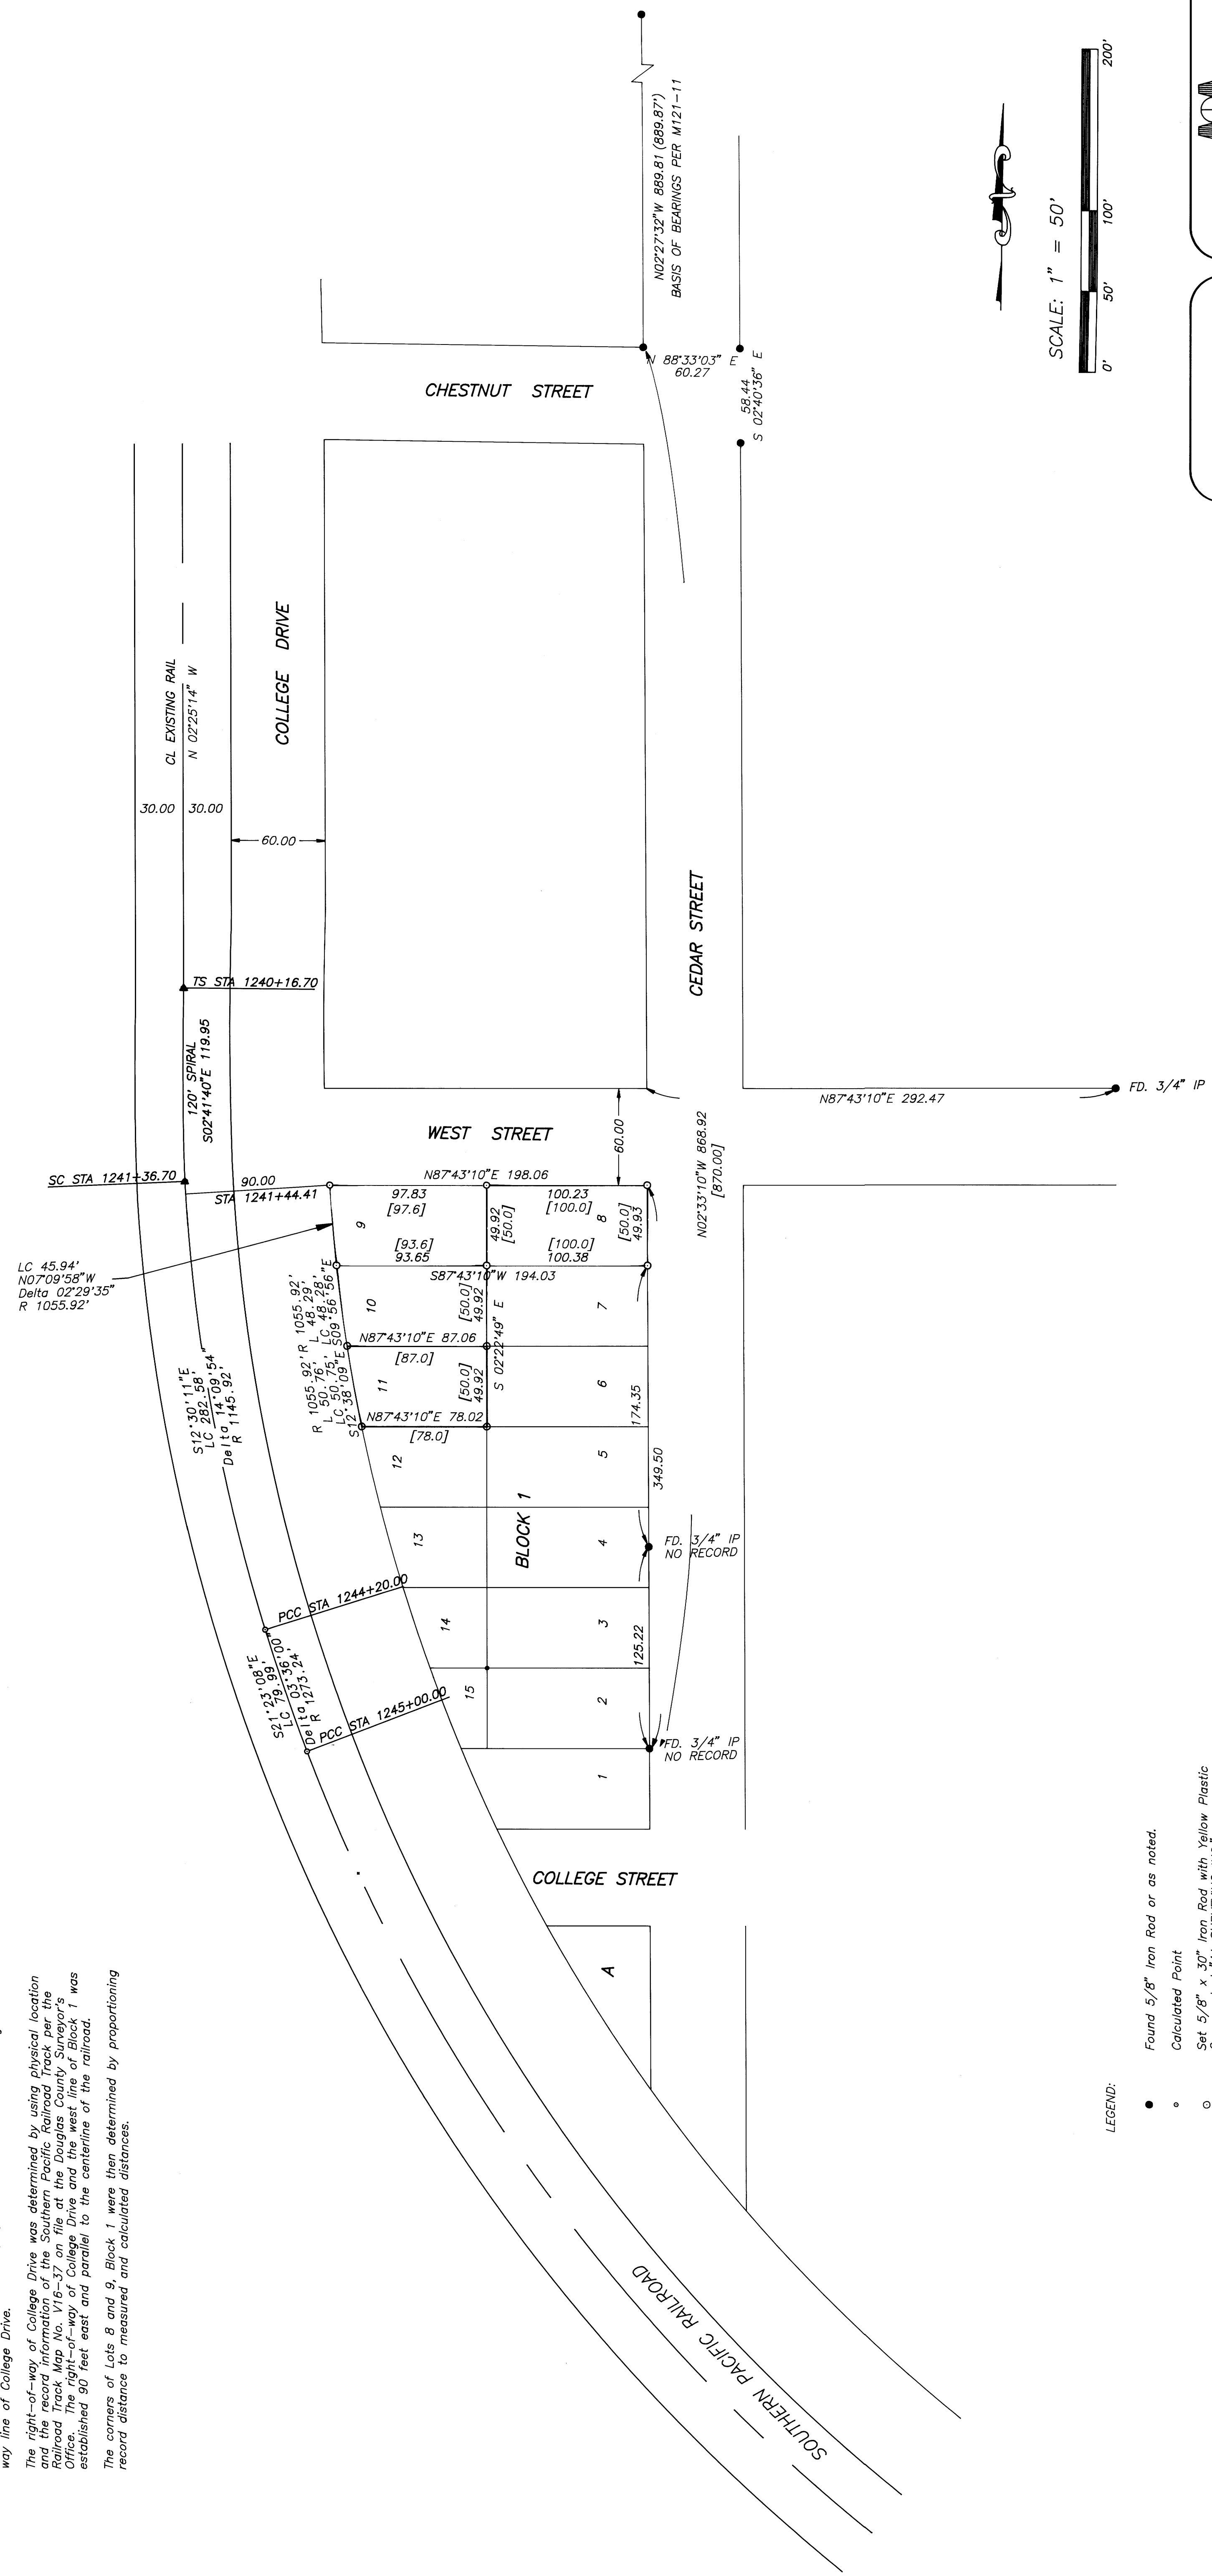 N02°27'32"W 889.81 (889.87')
BASIS OF BEARINGS PER M121-11
SCALE: 1" = 50'
0' 50' 100' 200'
N 88°33'03" E
60.27
58.44
S 02°40'36" E
CHESTNUT STREET
COLLEGE DRIVE
CL EXISTING RAIL
N 02°25'14" W
30.00 30.00
60.00
CEDAR STREET
TS STA 1240+16.70
120' SPIRAL
S02°41'40"E 119.95
FD. 3/4" IP
N87°43'10"E 292.47
WEST STREET
60.00
N02°33'10"W 868.92
[870.00]
SC STA 1241+36.70
90.00
STA 1241+44.41
N87°43'10"E 198.06
97.83
[97.6]
100.23
[100.0]
9
49.92
[50.0]
8
[50.0]
49.93
[93.6]
93.65
[100.0]
100.38
S87°43'10"W 194.03
LC 45.94'
N07°09'58"W
Delta 02°29'35"
R 1055.92'
R 1055.92'
L 48.29'
LC 48.28'
S09°56'56"E
10
[50.0]
49.92
S 02°22'49" E
7
N87°43'10"E 87.06
[87.0]
R 1055.92'
L 50.76'
LC 50.75'
S12°38'09"E
11
[50.0]
49.92
6
174.35
N87°43'10"E 78.02
[78.0]
S12°30'11"E
LC 282.58'
Delta 14°09'54"
R 1145.92'
12
5
349.50
BLOCK 1
13
4
FD. 3/4" IP
NO RECORD
PCC STA 1244+20.00
14
3
125.22
S21°23'08"E
LC 79.99'
Delta 03°36'00"
R 1273.24'
PCC STA 1245+00.00
15
2
FD. 3/4" IP
NO RECORD
1
COLLEGE STREET
A
SOUTHERN PACIFIC RAILROAD
way line of College Drive.
The right-of-way of College Drive was determined by using physical location
and the record information of the Southern Pacific Railroad Track per the
Railroad Track Map No. V16-37 on file at the Douglas County Surveyor's
Office. The right-of-way of College Drive and the west line of Block 1 was
established 90 feet east and parallel to the centerline of the railroad.
The corners of Lots 8 and 9, Block 1 were then determined by proportioning
record distance to measured and calculated distances.
LEGEND:
Found 5/8" Iron Rod or as noted.
Calculated Point
Set 5/8" x 30" Iron Rod with Yellow Plastic